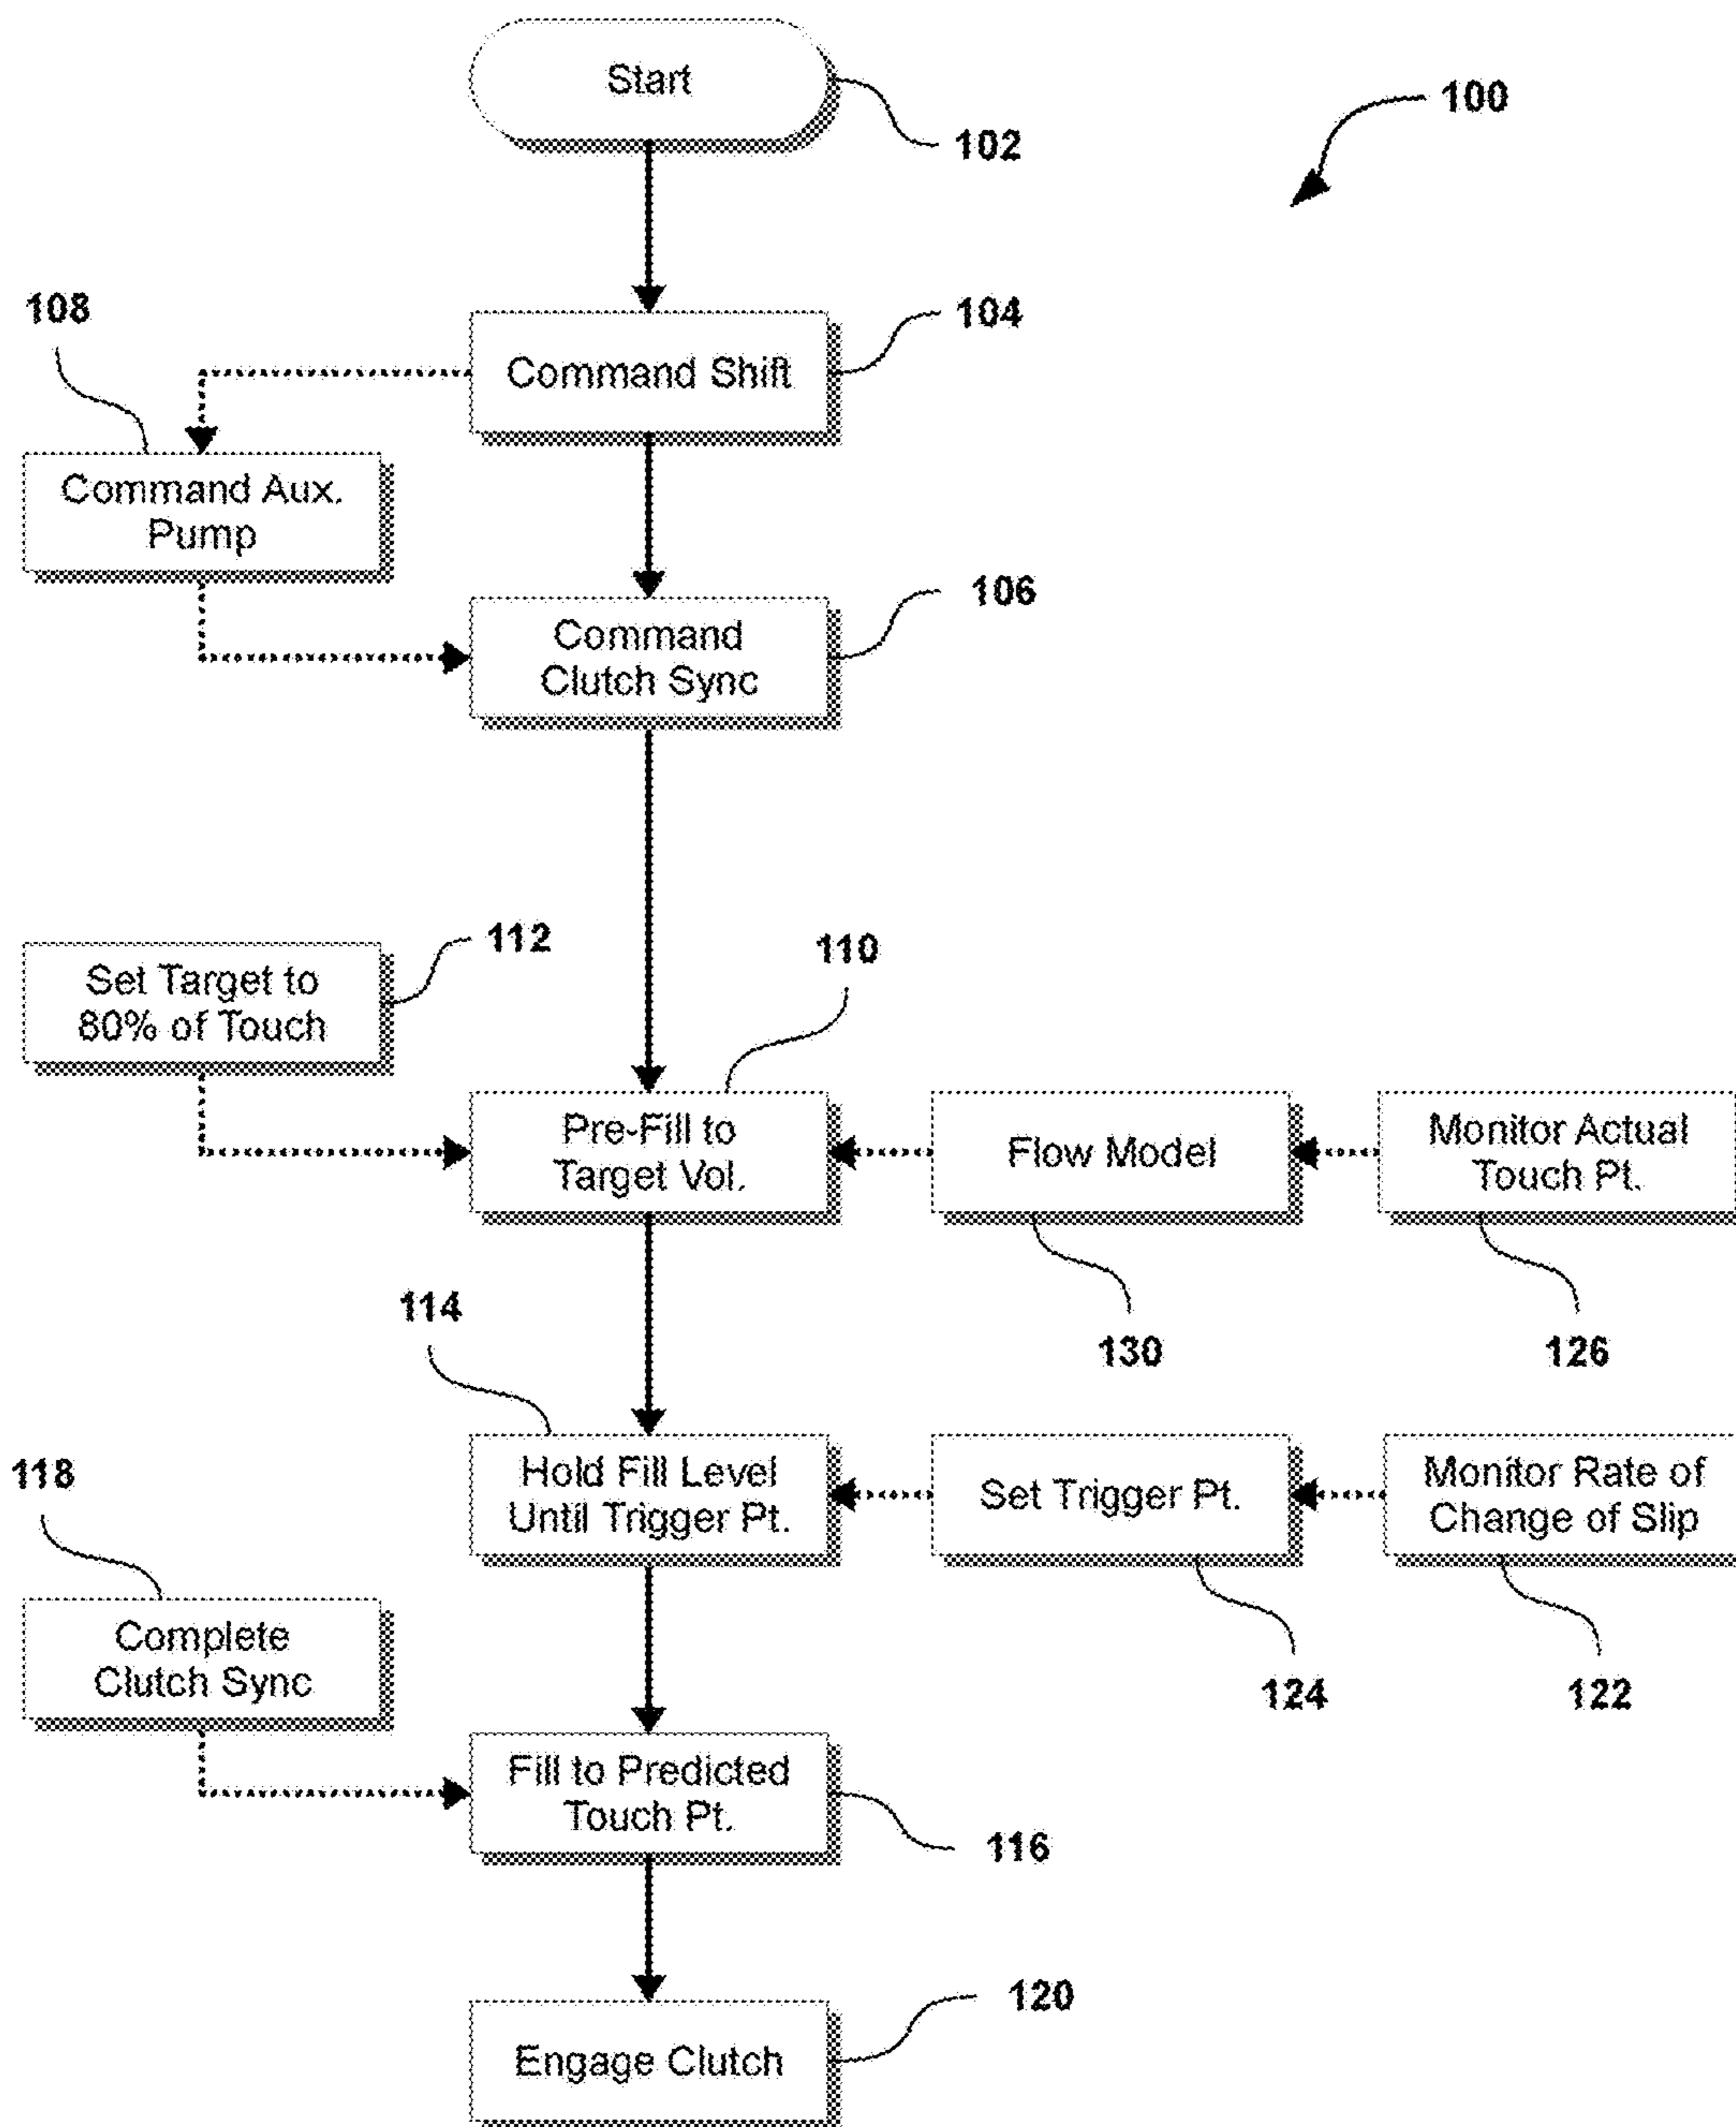 Start
102
100
108
104
Command Shift
Command Aux.
Pump
106
Command
Clutch Sync
112
110
Set Target to
80% of Touch
Pre-Fill to
Target Vol.
Flow Model
Monitor Actual
Touch Pt.
114
130
126
118
Hold Fill Level
Until Trigger Pt.
Set Trigger Pt.
Monitor Rate of
Change of Slip
Complete
Clutch Sync
124
122
Fill to Predicted
Touch Pt.
116
120
Engage Clutch